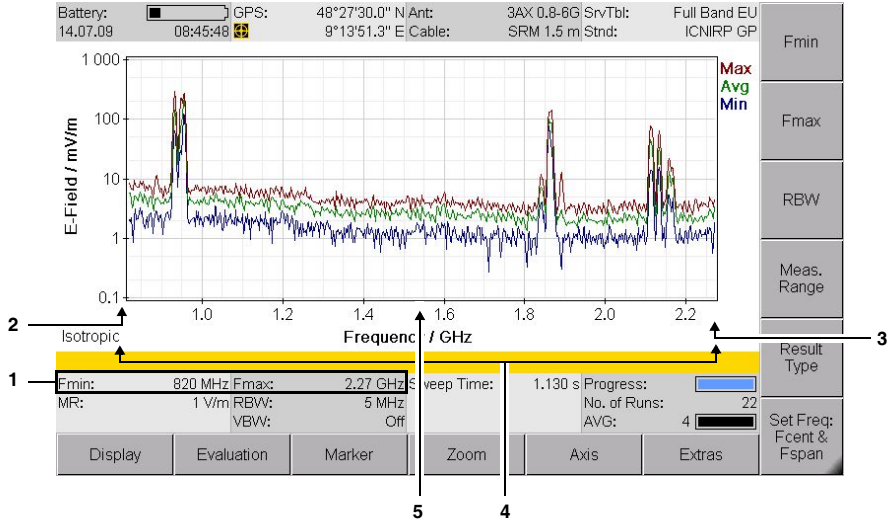 Battery: GPS: 48°27'30.0" N Ant: 3AX 0.8-6G SrvTbl: Full Band EU
14.07.09 08:45:48 9°13'51.3" E Cable: SRM 1.5 m Stnd: ICNIRP GP
Fmin
Fmax
RBW
Meas.
Range
Result
Type
Set Freq:
Fcent &
Fspan
Max
Avg
Min
E-Field / mV/m
1 000
100
10
1
0.1
1.0 1.2 1.4 1.6 1.8 2.0 2.2
Isotropic Frequency / GHz
2
3
1
Fmin: 820 MHz Fmax: 2.27 GHz Sweep Time: 1.130 s Progress:
MR: 1 V/m RBW: 5 MHz No. of Runs: 22
VBW: Off AVG: 4
Display Evaluation Marker Zoom Axis Extras
5 4